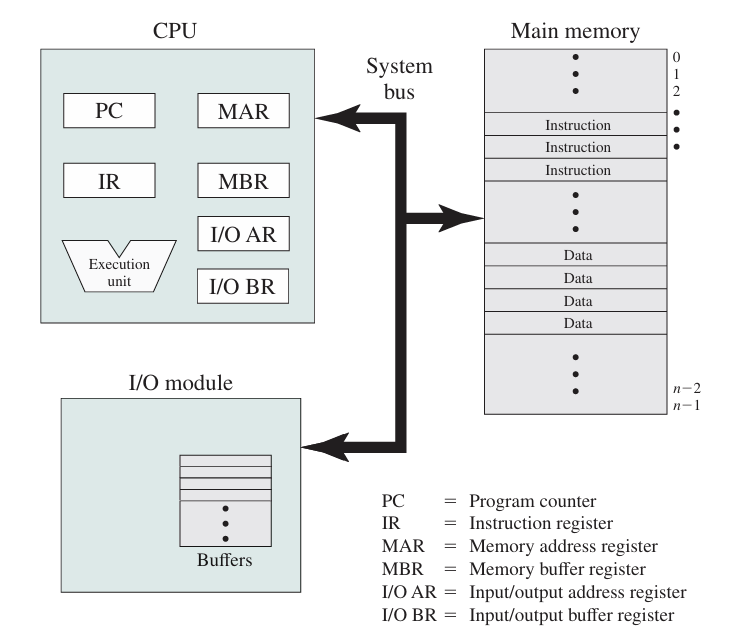 CPU
Main memory
System
bus
PC
MAR
IR
MBR
I/O AR
I/O BR
Execution
unit
0
1
2
Instruction
Instruction
Instruction
Data
Data
Data
Data
n−2
n−1
I/O module
Buffers
PC = Program counter
IR = Instruction register
MAR = Memory address register
MBR = Memory buffer register
I/O AR = Input/output address register
I/O BR = Input/output buffer register